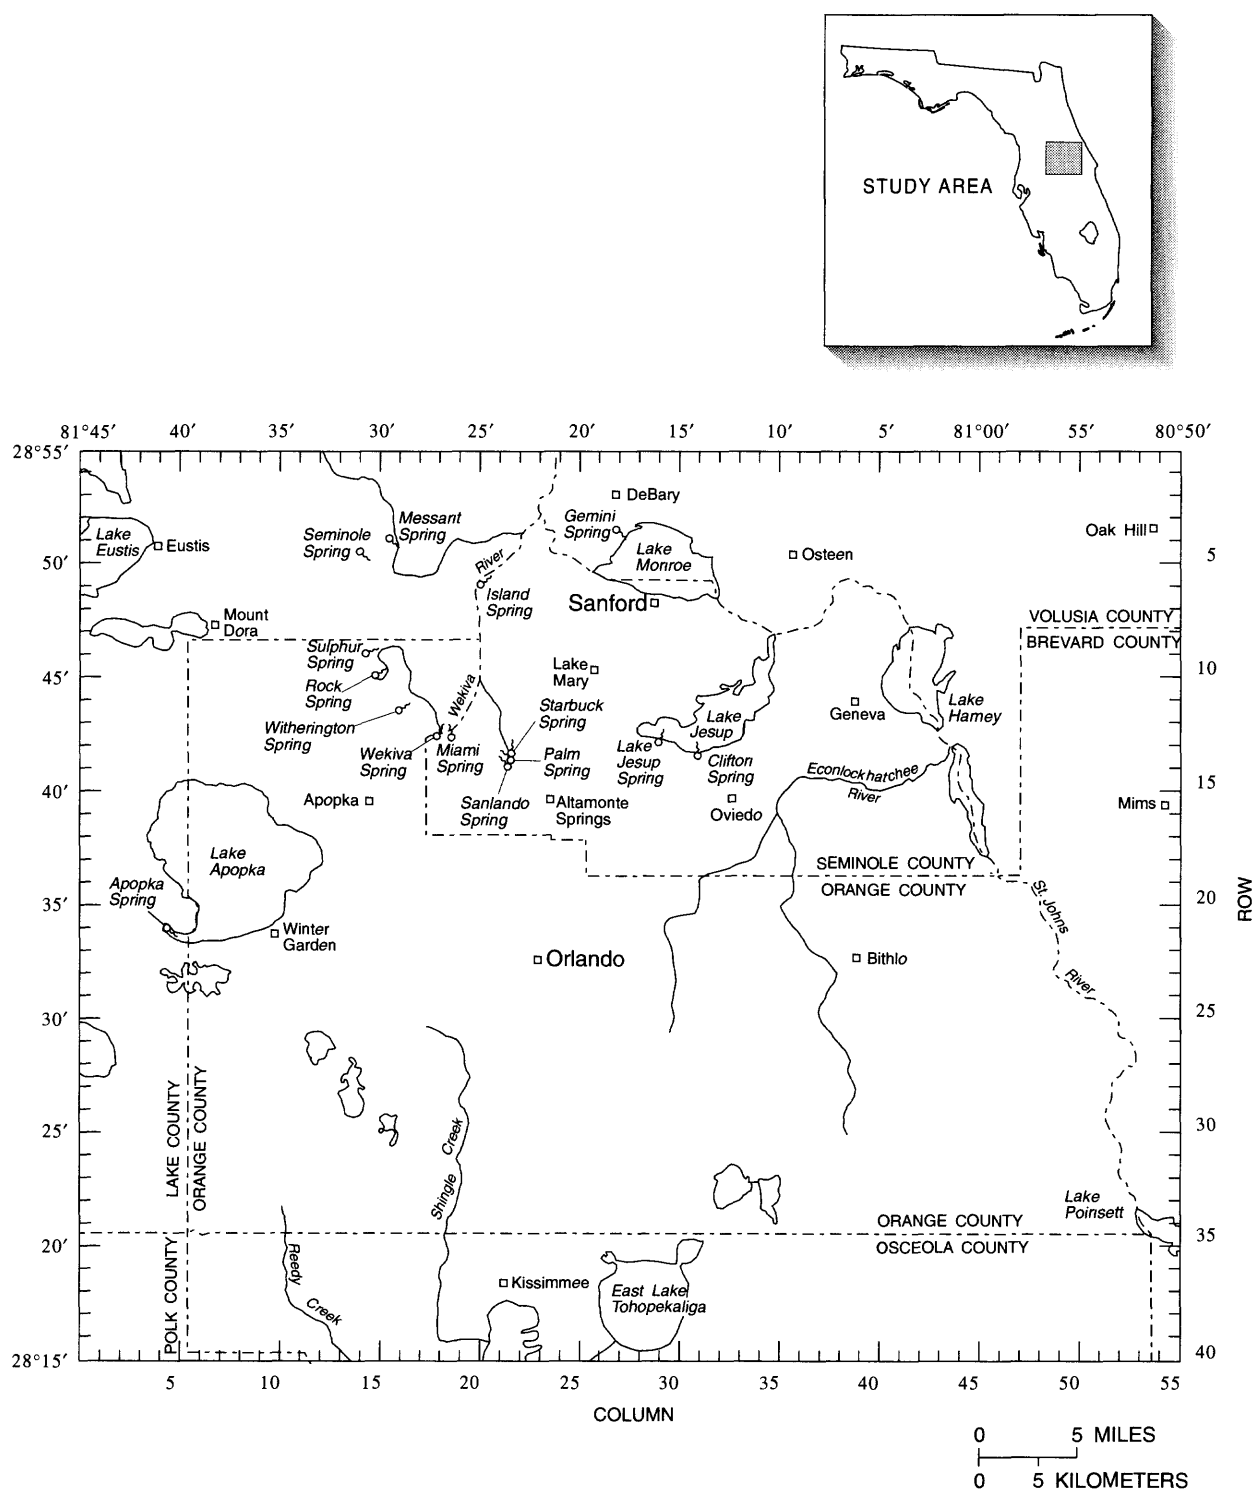 STUDY AREA
81°45′ 40′ 35′ 30′ 25′ 20′ 15′ 10′ 5′ 81°00′ 55′ 80°50′
28°55′
DeBary
Gemini
Spring
Messant
Spring
Seminole
Spring
Lake
Eustis
Eustis
Lake
Monroe
Osteen
Oak Hill
5
50′
River
Island
Spring
Sanford
Mount
Dora
VOLUSIA COUNTY
BREVARD COUNTY
Sulphur
Spring
Rock
Spring
Lake
Mary
10
45′
Wekiva
Starbuck
Spring
Lake
Jesup
Geneva
Lake
Harney
Witherington
Spring
Wekiva
Spring
Miami
Spring
Palm
Spring
Lake
Jesup
Spring
Clifton
Spring
Econlockhatchee
River
15
40′
Apopka
Sanlando
Spring
Altamonte
Springs
Oviedo
Mims
Lake
Apopka
SEMINOLE COUNTY
ORANGE COUNTY
Apopka
Spring
St. Johns
River
20
35′
ROW
Winter
Garden
Orlando
Bithlo
25
30′
LAKE COUNTY
ORANGE COUNTY
Shingle Creek
30
25′
Lake
Poinsett
ORANGE COUNTY
OSCEOLA COUNTY
35
20′
POLK COUNTY
Reedy
Creek
Kissimmee
East Lake
Tohopekaliga
40
28°15′
5 10 15 20 25 30 35 40 45 50 55
COLUMN
0 5 MILES
0 5 KILOMETERS